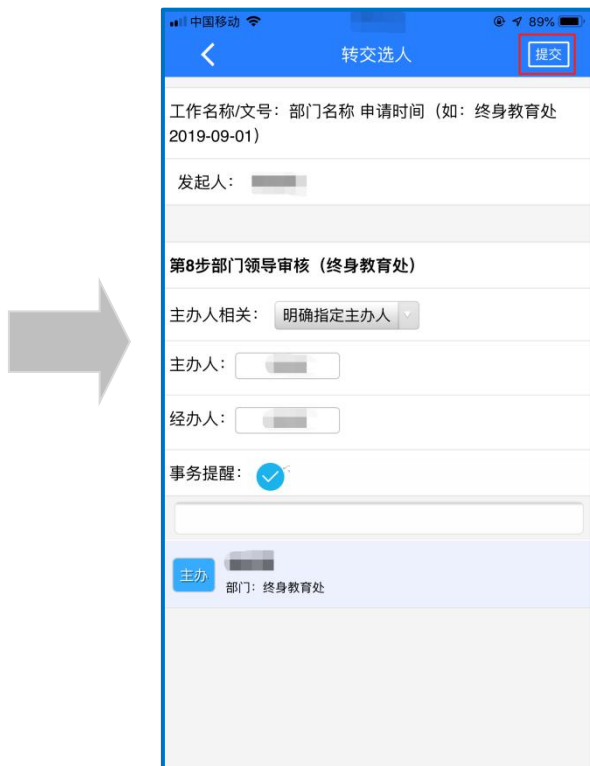 中国移动 89%
转交选人 提交
工作名称/文号：部门名称 申请时间（如：终身教育处
2019-09-01）
发起人：
第8步部门领导审核（终身教育处）
主办人相关： 明确指定主办人
主办人：
经办人：
事务提醒：
主办
部门：终身教育处